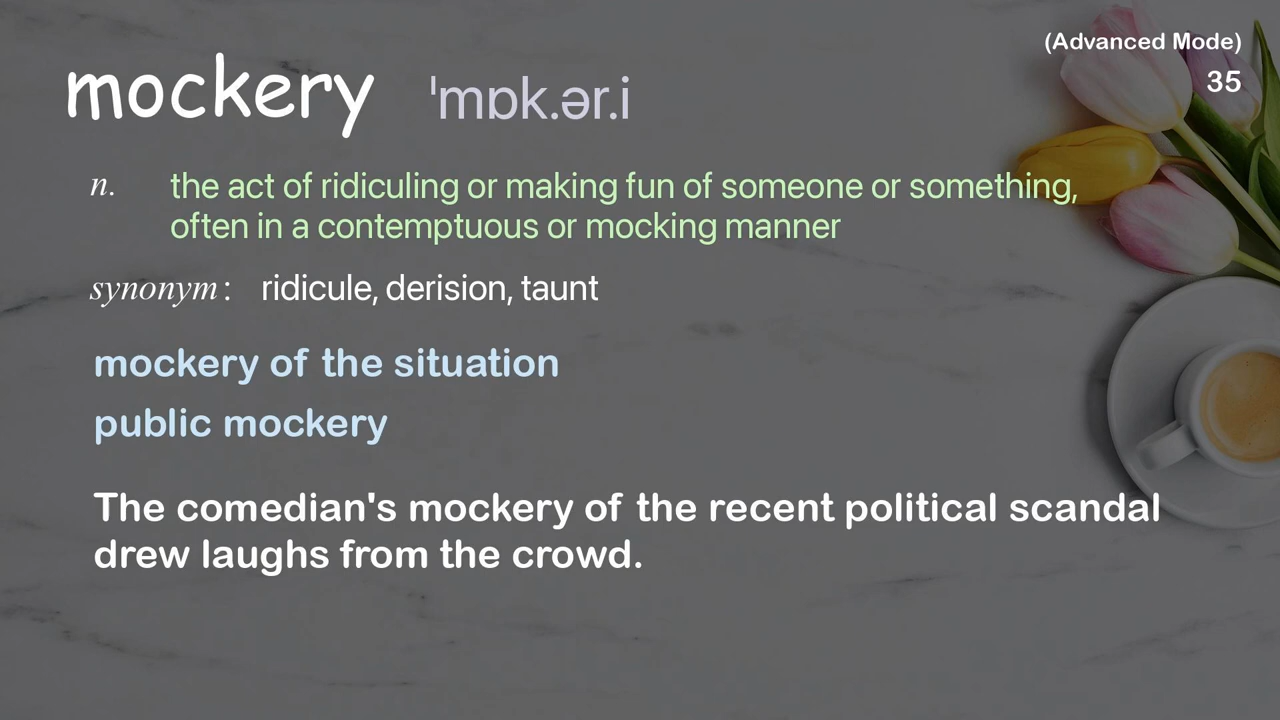 (Advanced Mode)
35
mockery ˈmɒk.ər.i
n. the act of ridiculing or making fun of someone or something,
often in a contemptuous or mocking manner
synonym : ridicule, derision, taunt
mockery of the situation
public mockery
The comedian's mockery of the recent political scandal
drew laughs from the crowd.